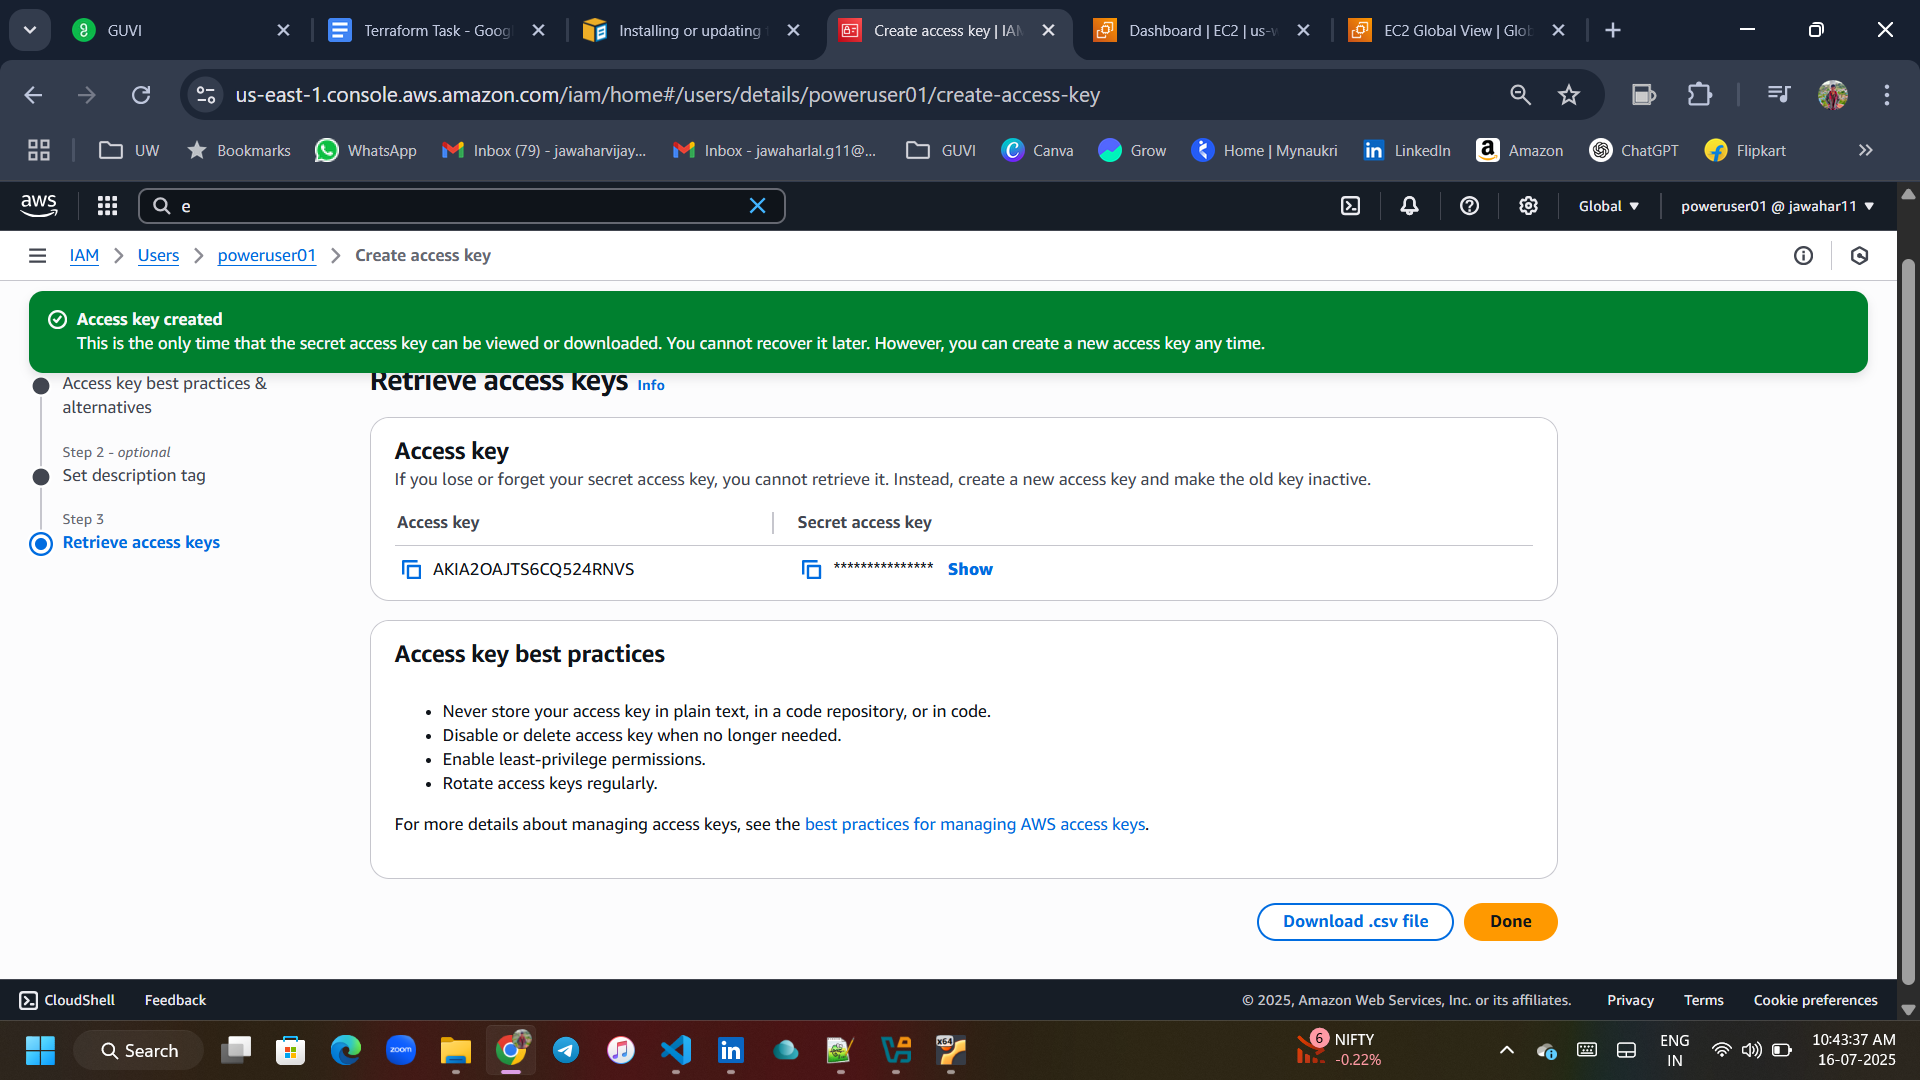 GUVI
Terraform Task - Goog
Installing or updating
Create access key | IAM
Dashboard | EC2 | us-w
EC2 Global View | Glob
us-east-1.console.aws.amazon.com/iam/home#/users/details/poweruser01/create-access-key
UW
Bookmarks
WhatsApp
Inbox (79) - jawaharvijay...
Inbox - jawaharlal.g11@...
GUVI
Canva
Grow
Home | Mynaukri
LinkedIn
Amazon
ChatGPT
Flipkart
aws
e
Global
poweruser01 @ jawahar11
IAM
Users
poweruser01
Create access key
Access key created
This is the only time that the secret access key can be viewed or downloaded. You cannot recover it later. However, you can create a new access key any time.
Access key best practices &
alternatives
Step 2 - optional
Set description tag
Step 3
Retrieve access keys
Retrieve access keys Info
Access key
If you lose or forget your secret access key, you cannot retrieve it. Instead, create a new access key and make the old key inactive.
Access key
Secret access key
AKIA2OAJTS6CQ524RNVS
*************** Show
Access key best practices
• Never store your access key in plain text, in a code repository, or in code.
• Disable or delete access key when no longer needed.
• Enable least-privilege permissions.
• Rotate access keys regularly.
For more details about managing access keys, see the best practices for managing AWS access keys.
Download .csv file
Done
CloudShell
Feedback
© 2025, Amazon Web Services, Inc. or its affiliates.
Privacy
Terms
Cookie preferences
Search
zoom
x64
6
NIFTY
-0.22%
ENG
IN
10:43:37 AM
16-07-2025